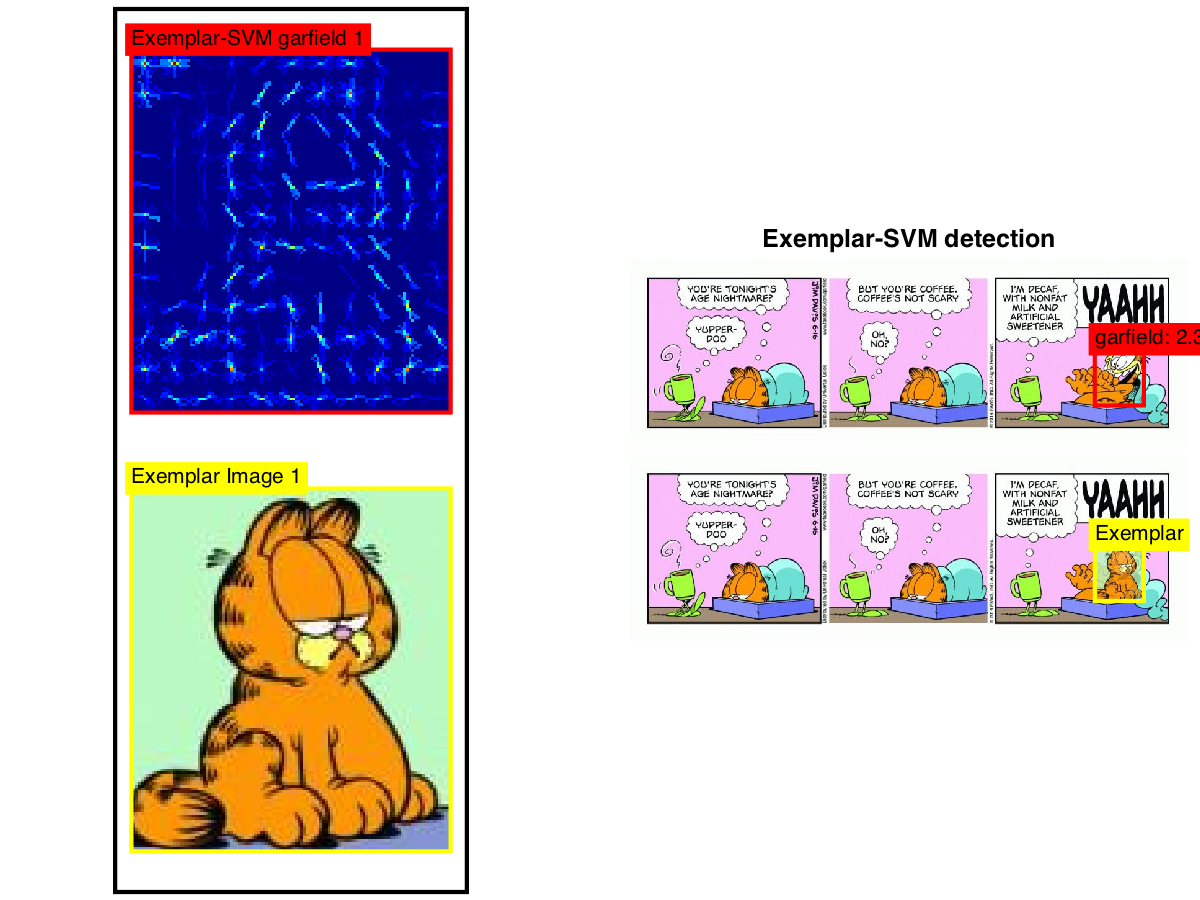 Exemplar-SVM garfield 1
Exemplar Image 1
Exemplar-SVM detection
YOU'RE TONIGHT'S
AGE NIGHTMARE?
YUPPER-
DOO
JIM DAVIS 6-16
BUT YOU'RE COFFEE.
COFFEE'S NOT SCARY
OH,
NO?
I'M DECAF,
WITH NONFAT
MILK AND
ARTIFICIAL
SWEETENER
YAAHH
garfield: 2.3
YOU'RE TONIGHT'S
AGE NIGHTMARE?
YUPPER-
DOO
JIM DAVIS 6-16
BUT YOU'RE COFFEE.
COFFEE'S NOT SCARY
OH,
NO?
I'M DECAF,
WITH NONFAT
MILK AND
ARTIFICIAL
SWEETENER
YAAHH
Exemplar